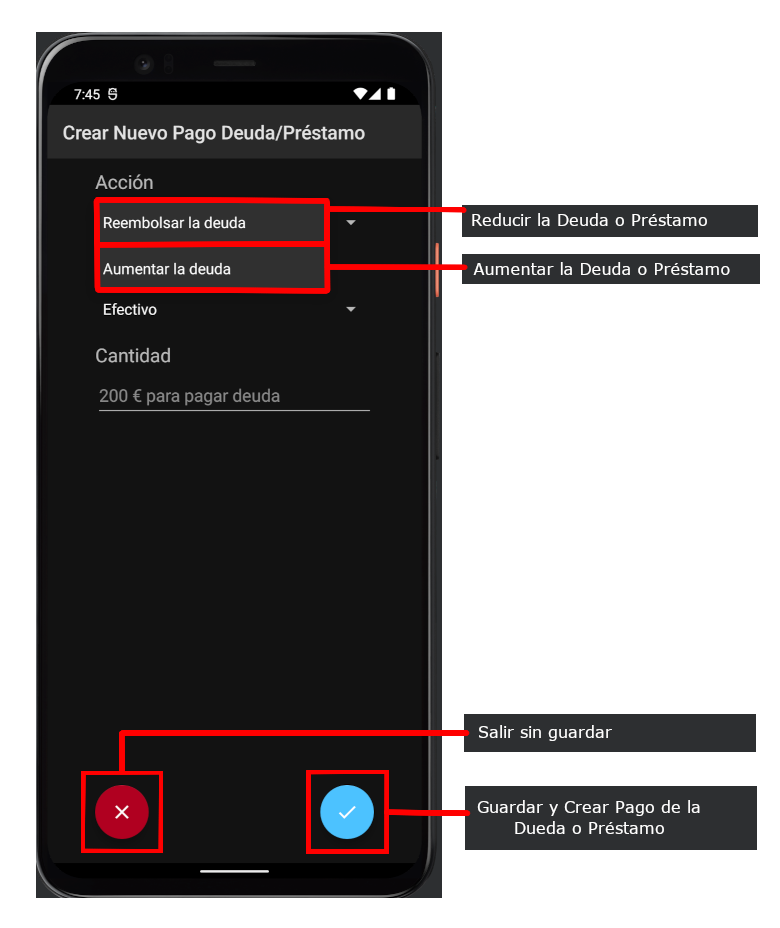 7:45
Crear Nuevo Pago Deuda/Préstamo
Acción
Reembolsar la deuda
Reducir la Deuda o Préstamo
Aumentar la deuda
Aumentar la Deuda o Préstamo
Efectivo
Cantidad
200 € para pagar deuda
Salir sin guardar
Guardar y Crear Pago de la
Dueda o Préstamo